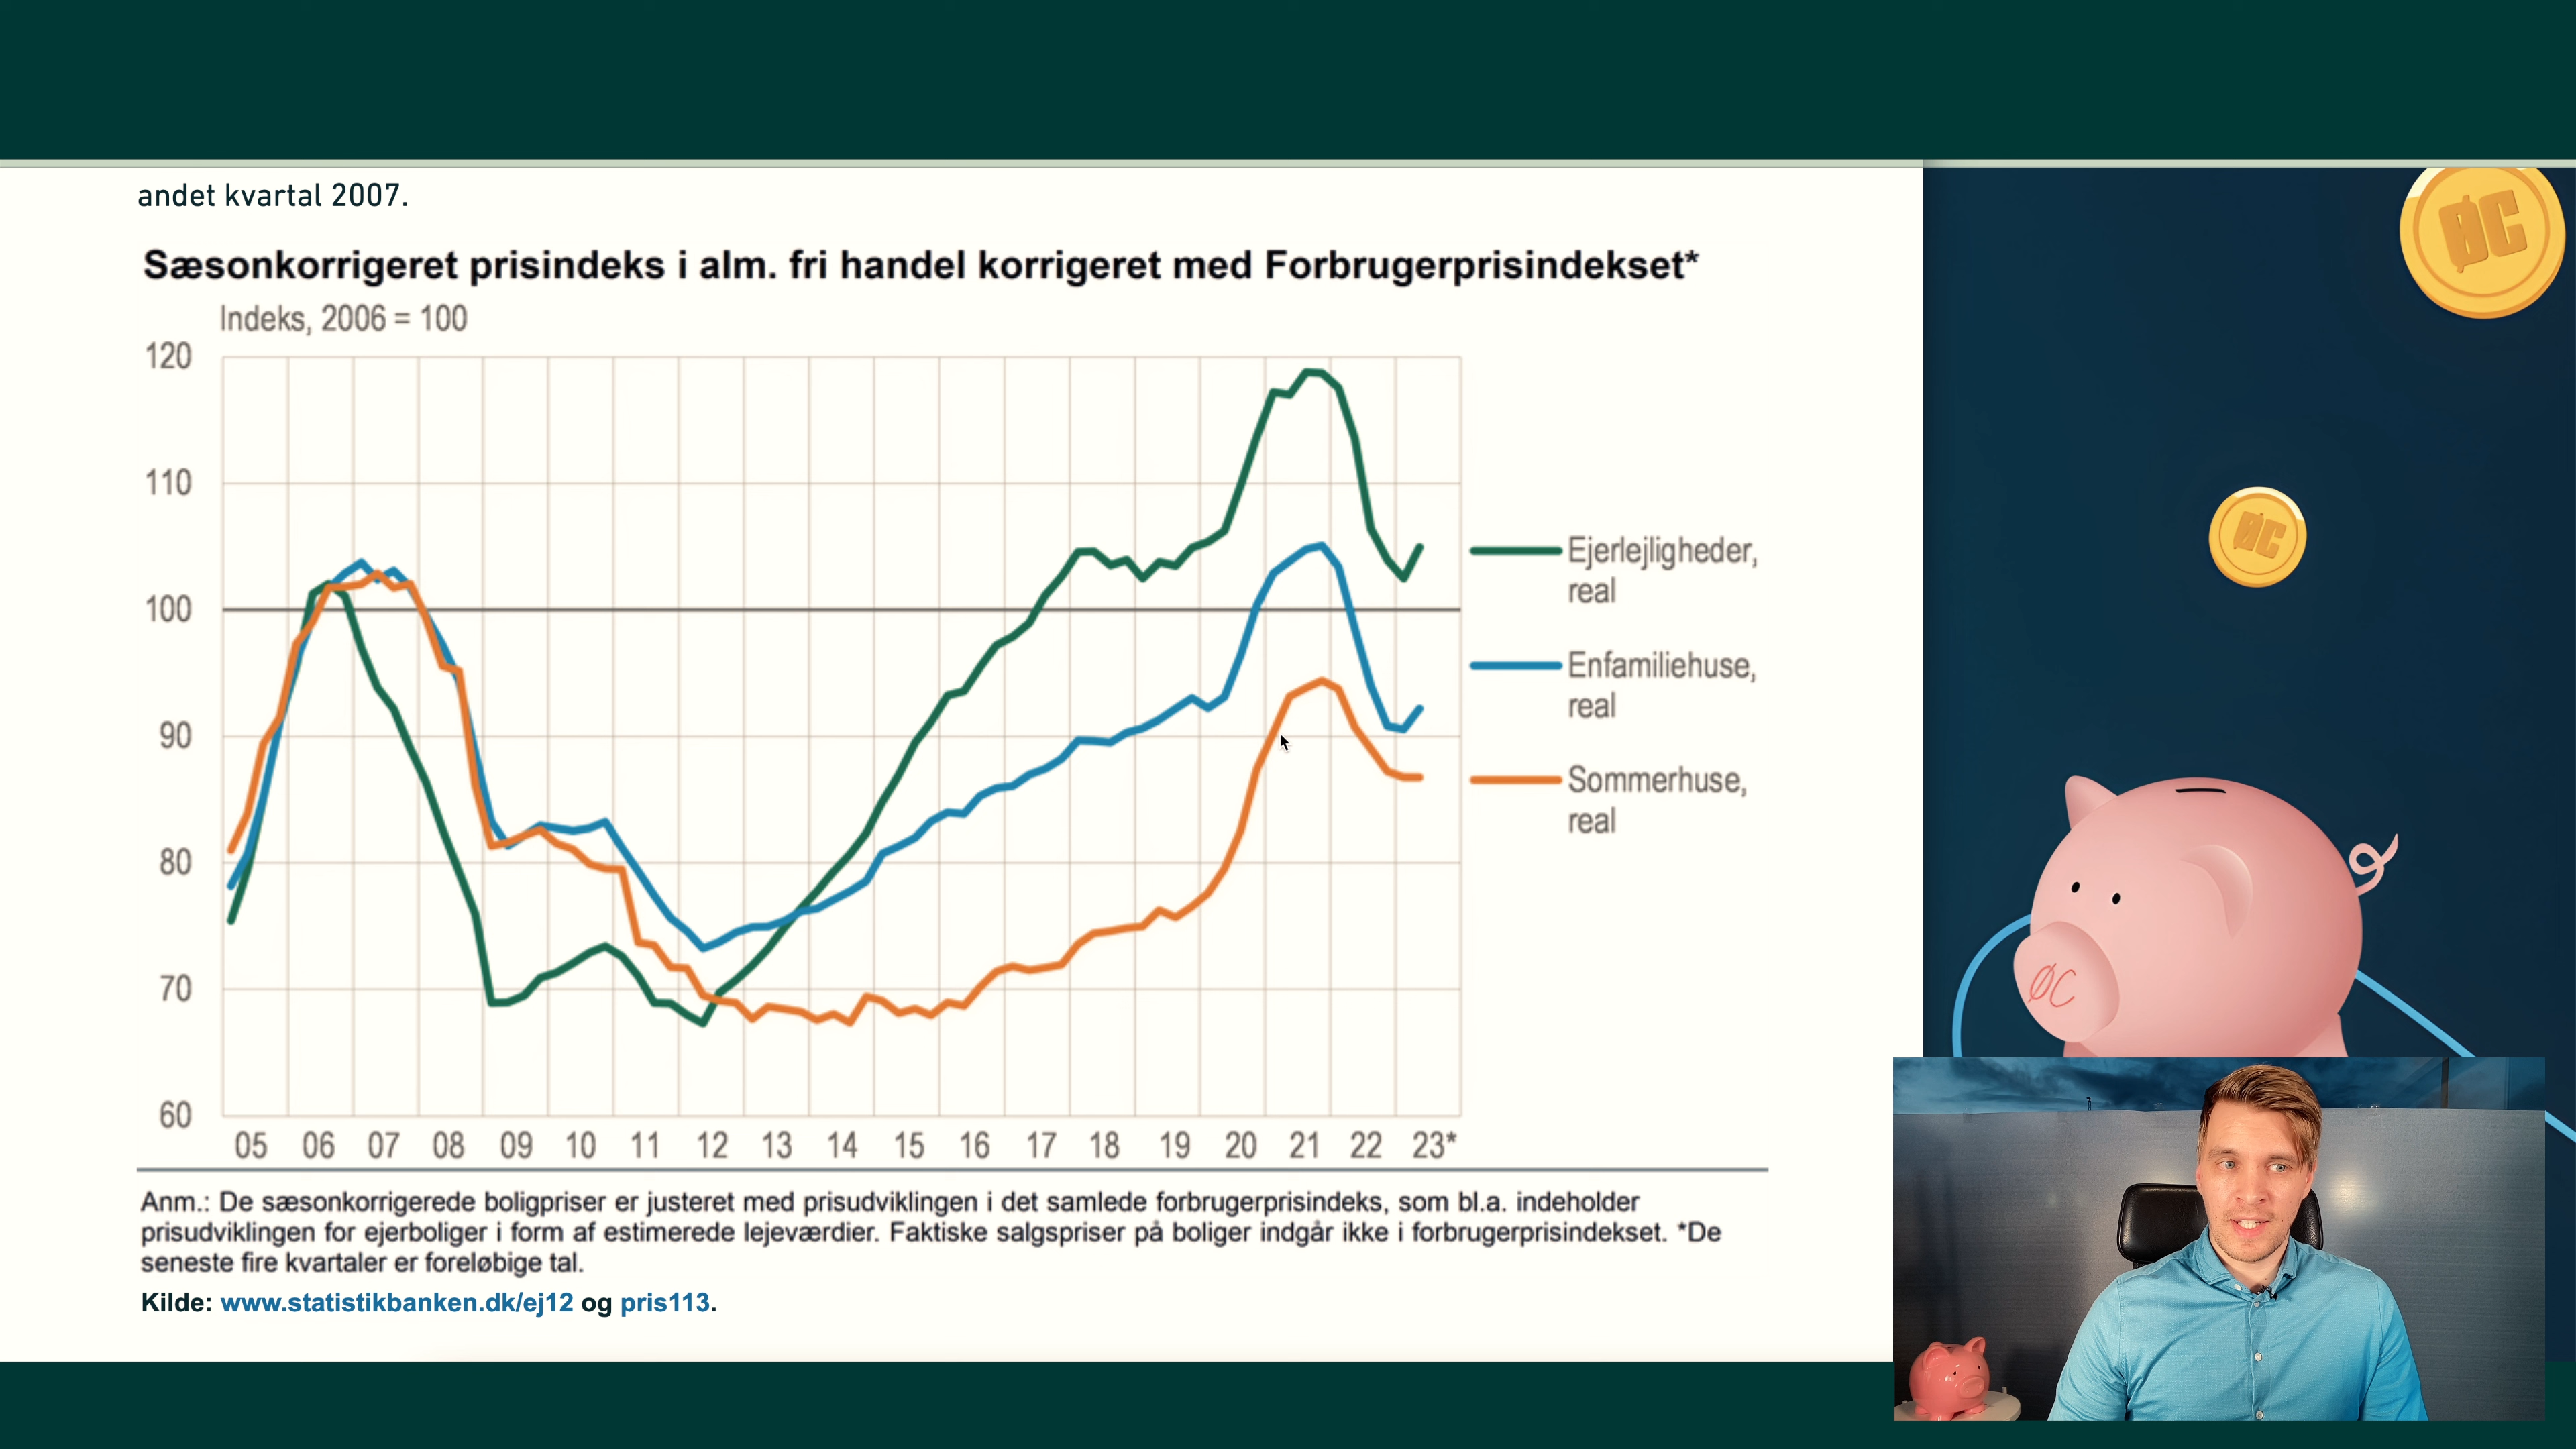 andet kvartal 2007.
Sæsonkorrigeret prisindeks i alm. fri handel korrigeret med Forbrugerprisindekset*
Indeks, 2006 = 100
120
110
100
90
80
70
60
05 06 07 08 09 10 11 12 13 14 15 16 17 18 19 20 21 22 23*
Ejerlejligheder,
real
Enfamiliehuse,
real
Sommerhuse,
real
Anm.: De sæsonkorrigerede boligpriser er justeret med prisudviklingen i det samlede forbrugerprisindeks, som bl.a. indeholder
prisudviklingen for ejerboliger i form af estimerede lejeværdier. Faktiske salgspriser på boliger indgår ikke i forbrugerprisindekset. *De
seneste fire kvartaler er foreløbige tal.
Kilde: www.statistikbanken.dk/ej12 og pris113.
ØC
ØC
ØC